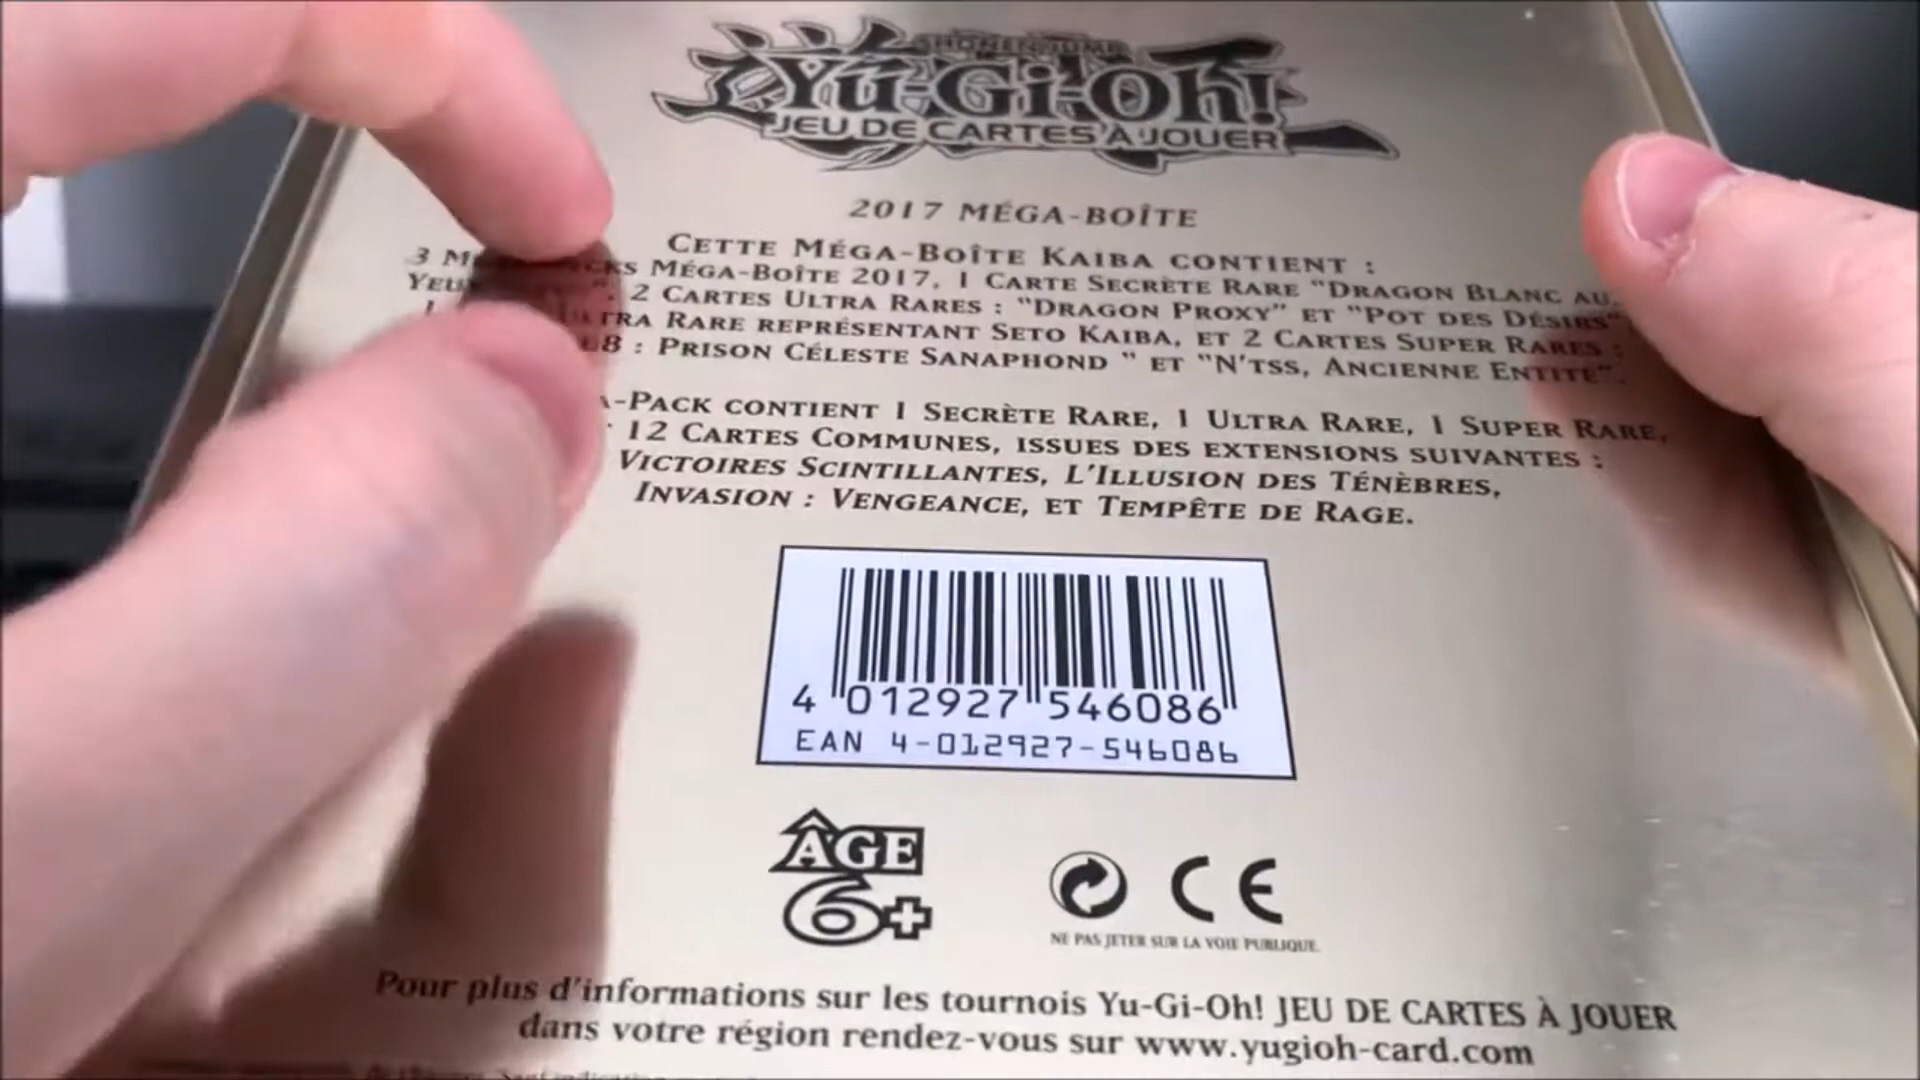 SHONEN JUMP
Yu-Gi-Oh!
JEU DE CARTES À JOUER
2017 MÉGA-BOÎTE
CETTE MÉGA-BOÎTE KAIBA CONTIENT :
3 MÉGA-BOÎTE 2017, 1 CARTE SECRÈTE RARE "DRAGON BLANC AU
2 CARTES ULTRA RARES : "DRAGON PROXY" ET "POT DES DÉSIRS"
RARE REPRÉSENTANT SETO KAIBA, ET 2 CARTES SUPER RARES :
: PRISON CÉLESTE SANAPHOND " ET "N'TSS, ANCIENNE ENTITÉ".
-PACK CONTIENT 1 SECRÈTE RARE, 1 ULTRA RARE, 1 SUPER RARE,
12 CARTES COMMUNES, ISSUES DES EXTENSIONS SUIVANTES :
VICTOIRES SCINTILLANTES, L'ILLUSION DES TÉNÈBRES,
INVASION : VENGEANCE, ET TEMPÊTE DE RAGE.
4 012927 546086
EAN 4-012927-546086
ÂGE
6+
CE
NE PAS JETER SUR LA VOIE PUBLIQUE.
Pour plus d'informations sur les tournois Yu-Gi-Oh! JEU DE CARTES À JOUER
dans votre région rendez-vous sur www.yugioh-card.com